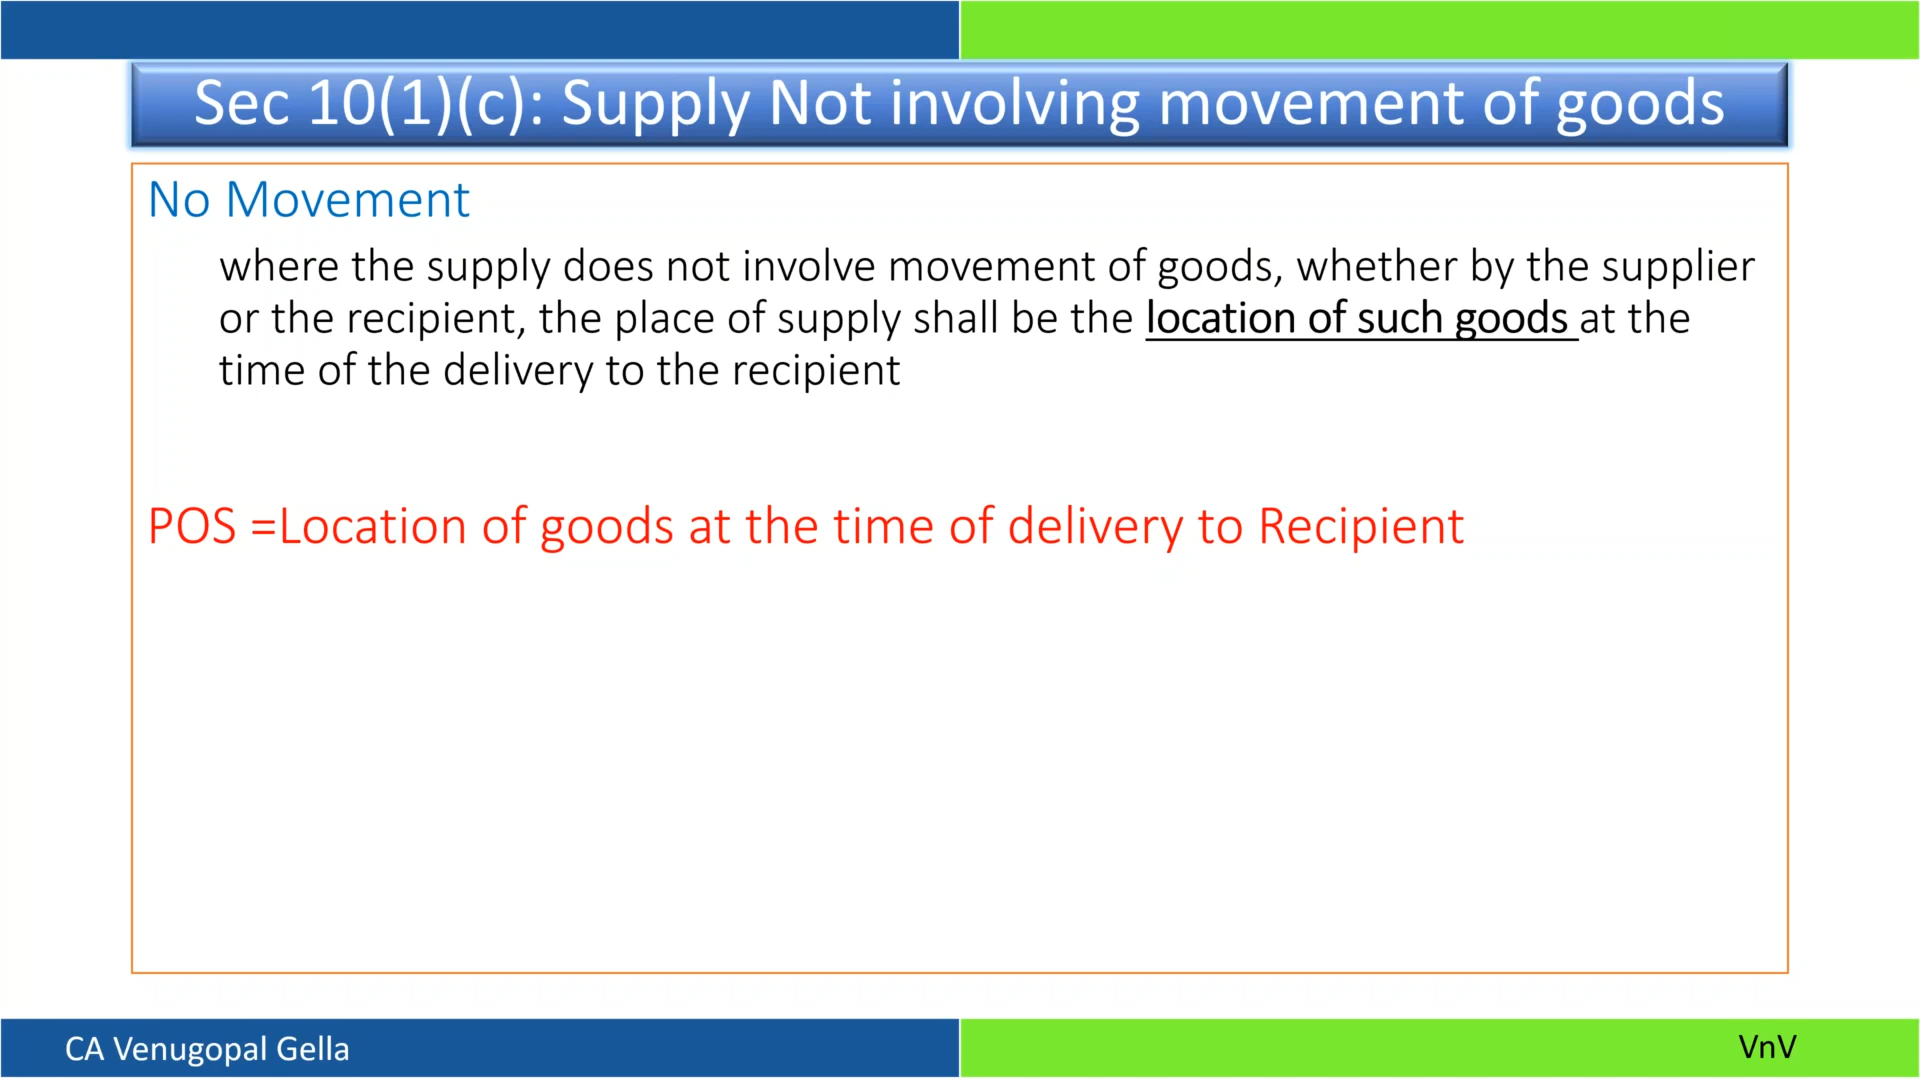 Sec 10(1)(c): Supply Not involving movement of goods
No Movement
where the supply does not involve movement of goods, whether by the supplier
or the recipient, the place of supply shall be the location of such goods at the
time of the delivery to the recipient
POS =Location of goods at the time of delivery to Recipient
CA Venugopal Gella
VnV